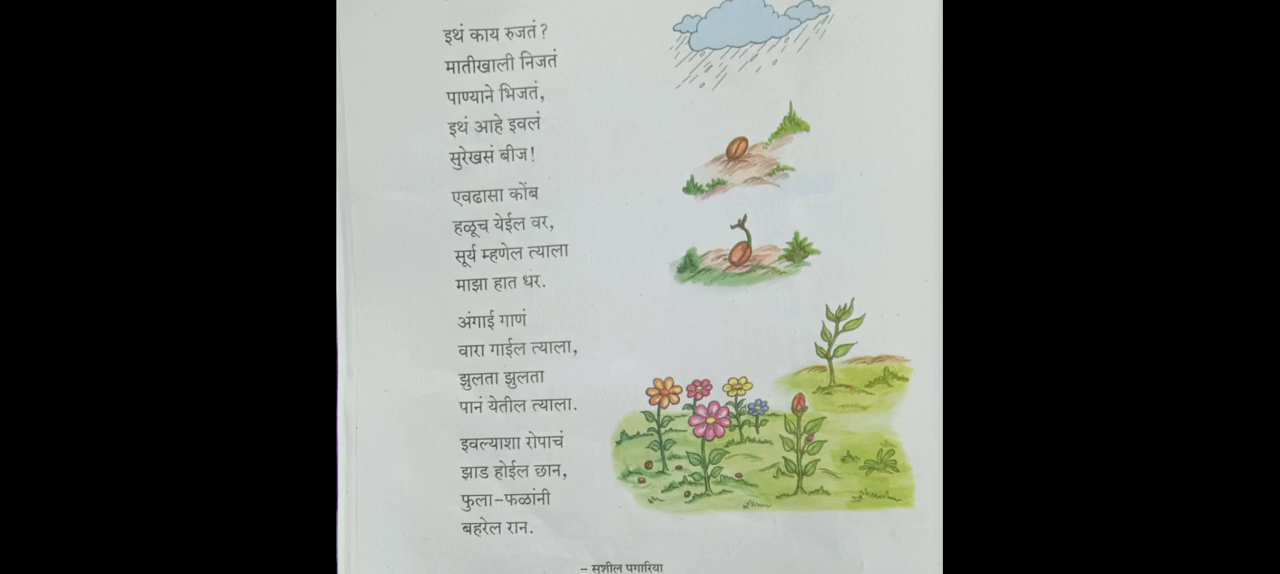 इथं काय रुजतं?
मातीखाली निजतं
पाण्याने भिजतं,
इथं आहे इवलं
सुरेखसं बीज!
एवढासा कोंब
हळूच येईल वर,
सूर्य म्हणेल त्याला
माझा हात धर.
अंगाई गाणं
वारा गाईल त्याला,
झुलता झुलता
पानं येतील त्याला.
इवल्याशा रोपाचं
झाड होईल छान,
फुला-फळांनी
बहरेल रान.
– सुशील पगारिया